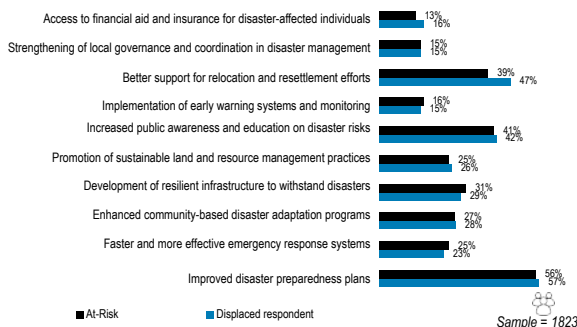 Access to financial aid and insurance for disaster-affected individuals
13%
16%
Strengthening of local governance and coordination in disaster management
15%
15%
Better support for relocation and resettlement efforts
39%
47%
Implementation of early warning systems and monitoring
16%
15%
Increased public awareness and education on disaster risks
41%
42%
Promotion of sustainable land and resource management practices
25%
26%
Development of resilient infrastructure to withstand disasters
31%
29%
Enhanced community-based disaster adaptation programs
27%
28%
Faster and more effective emergency response systems
25%
23%
Improved disaster preparedness plans
56%
57%
At-Risk
Displaced respondent
Sample = 1823